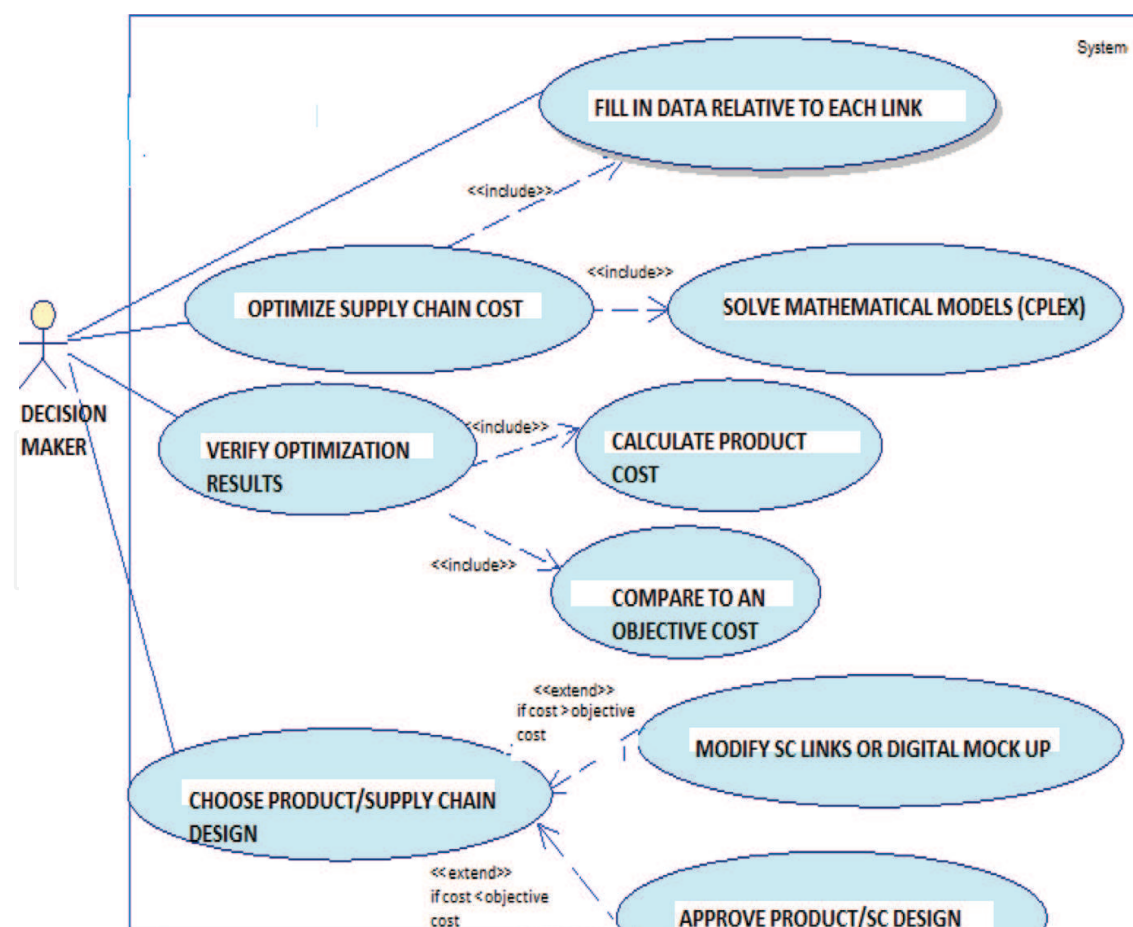 System
FILL IN DATA RELATIVE TO EACH LINK
<<include>>
<<include>>
OPTIMIZE SUPPLY CHAIN COST
SOLVE MATHEMATICAL MODELS (CPLEX)
DECISION
MAKER
<<include>>
VERIFY OPTIMIZATION
RESULTS
CALCULATE PRODUCT
COST
<<include>>
COMPARE TO AN
OBJECTIVE COST
<<extend>>
if cost > objective
cost
MODIFY SC LINKS OR DIGITAL MOCK UP
CHOOSE PRODUCT/SUPPLY CHAIN
DESIGN
<<extend>>
if cost < objective
cost
APPROVE PRODUCT/SC DESIGN